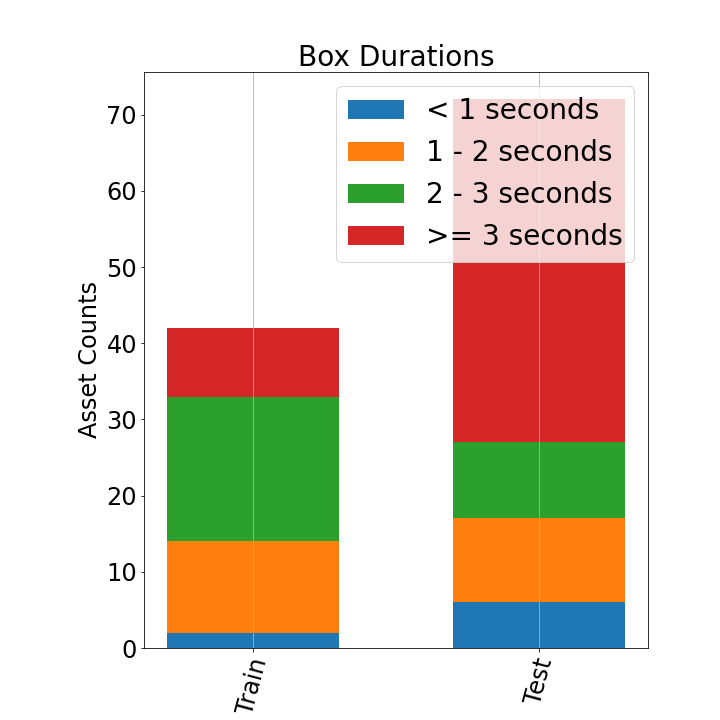 Box Durations
< 1 seconds
1 - 2 seconds
2 - 3 seconds
>= 3 seconds
Asset Counts
70
60
50
40
30
20
10
0
Train
Test